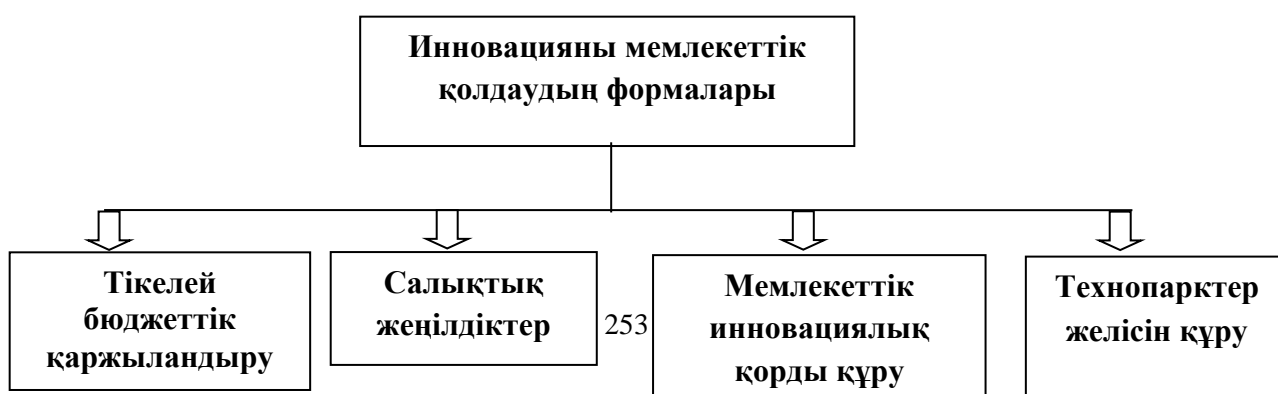 Инновацияны мемлекеттік
қолдаудың формалары
Тікелей
бюджеттік
қаржыландыру
Салықтық
жеңілдіктер
253
Мемлекеттік
инновациялық
қорды құру
Технопарктер
желісін құру